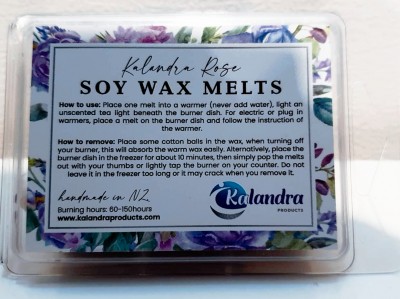 Kalandra Rose
SOY WAX MELTS
How to use: Place one melt into a warmer (never add water), light an
unscented tea light beneath the burner dish. For electric or plug in
warmers, place a melt on the burner dish and follow the instruction of
the warmer.
How to remove: Place some cotton balls in the wax, when turning off
your burner, this will absorb the warm wax easily. Alternatively, place the
burner dish in the freezer for about 10 minutes, then simply pop the melts
out with your thumbs or lightly tap the burner on your counter. Do not
leave it in the freezer too long or it may crack when you remove it.
handmade in NZ
Burning hours: 60-150hours
www.kalandraproducts.com
Kalandra
PRODUCTS